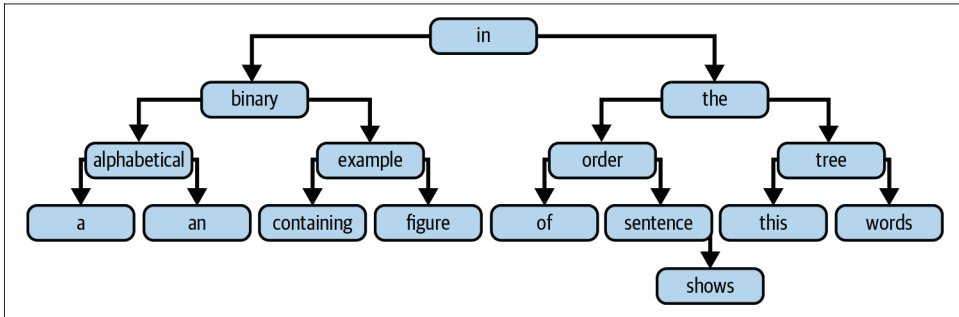 in
binary the
alphabetical example order tree
a an containing figure of sentence this words
shows